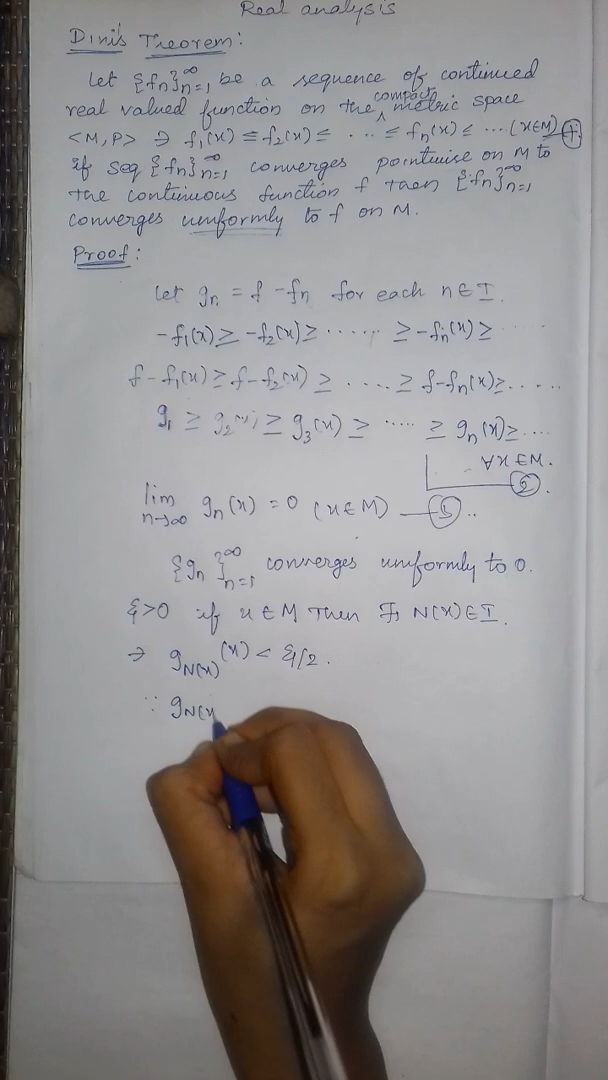 Real analysis
Dinis Theorem:
Let {fn}∞n=1 be a sequence of continued
real valued function on the compact metric space
<M, P> ∋ f1(x) ≤ f2(x) ≤ ... ≤ fn(x) ≤ ... (x∈M) ①
if seq {fn}∞n=1 converges pointwise on M to
the continuous function f then {fn}∞n=1
converges uniformly to f on M.
Proof:
Let gn = f - fn for each n∈I.
-f1(x) ≥ -f2(x) ≥ ...... ≥ -fn(x) ≥ ......
f-f1(x) ≥ f-f2(x) ≥ ..... ≥ f-fn(x) ≥ .....
g1 ≥ g2(x) ≥ g3(x) ≥ ..... ≥ gn(x) ≥ ...
∀x∈M.
②.
lim n→∞ gn(x) = 0 (x∈M) — ③ ..
{gn}∞n=1 converges uniformly to 0.
ξ>0 if x∈M Then ∃s N(x)∈I.
∋ gN(x)(x) < ξ/2.
∵ gN(x